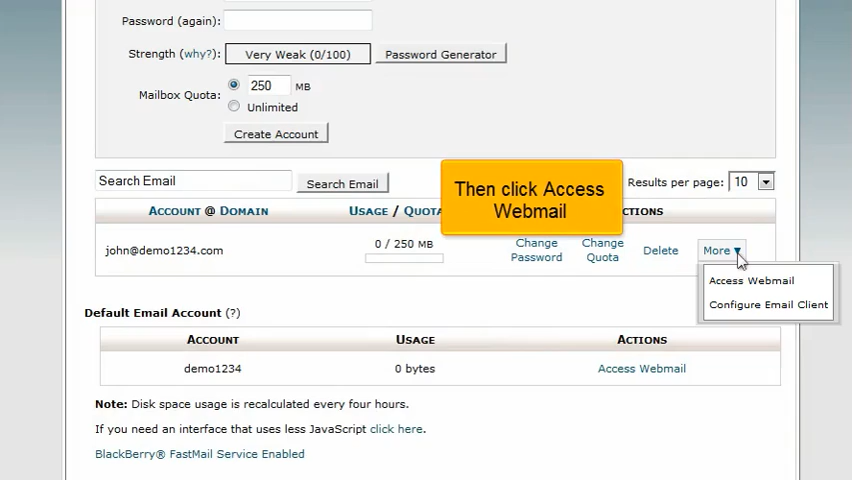 Password (again):
Strength (why?): Very Weak (0/100) Password Generator
Mailbox Quota: 250 MB
Unlimited
Create Account
Search Email Search Email Results per page: 10
Then click Access
Webmail
ACCOUNT @ DOMAIN USAGE / QUOTA CTIONS
john@demo1234.com 0 / 250 MB Change Password Change Quota Delete More ▼
Access Webmail
Configure Email Client
Default Email Account (?)
ACCOUNT USAGE ACTIONS
demo1234 0 bytes Access Webmail
Note: Disk space usage is recalculated every four hours.
If you need an interface that uses less JavaScript click here.
BlackBerry® FastMail Service Enabled